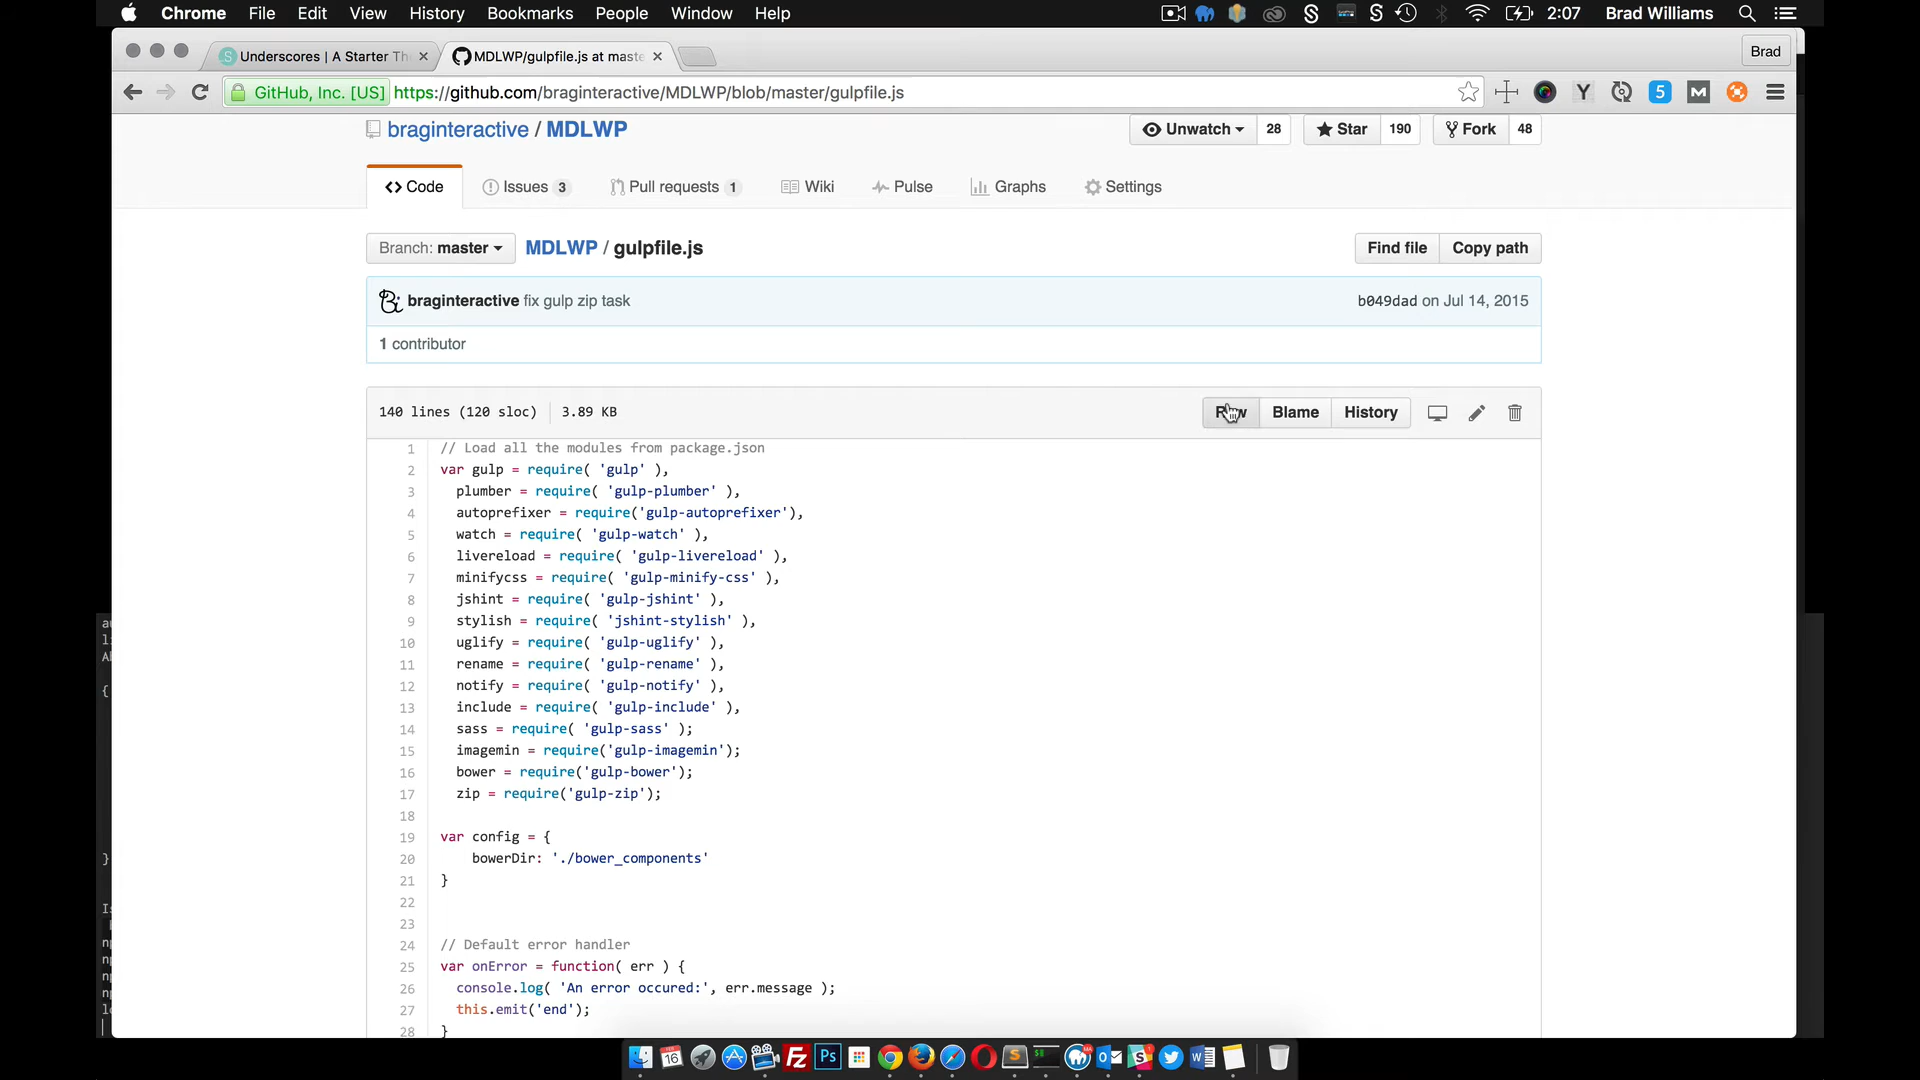 Chrome File Edit View History Bookmarks People Window Help 2:07 Brad Williams
Underscores | A Starter Th
MDLWP/gulpfile.js at maste
Brad
GitHub, Inc. [US] https://github.com/braginteractive/MDLWP/blob/master/gulpfile.js
braginteractive / MDLWP
Unwatch 28 Star 190 Fork 48
Code Issues 3 Pull requests 1 Wiki Pulse Graphs Settings
Branch: master MDLWP / gulpfile.js Find file Copy path
braginteractive fix gulp zip task b049dad on Jul 14, 2015
1 contributor
140 lines (120 sloc) 3.89 KB Raw Blame History
1 // Load all the modules from package.json
2 var gulp = require( 'gulp' ),
3 plumber = require( 'gulp-plumber' ),
4 autoprefixer = require('gulp-autoprefixer'),
5 watch = require( 'gulp-watch' ),
6 livereload = require( 'gulp-livereload' ),
7 minifycss = require( 'gulp-minify-css' ),
8 jshint = require( 'gulp-jshint' ),
9 stylish = require( 'jshint-stylish' ),
10 uglify = require( 'gulp-uglify' ),
11 rename = require( 'gulp-rename' ),
12 notify = require( 'gulp-notify' ),
13 include = require( 'gulp-include' ),
14 sass = require( 'gulp-sass' );
15 imagemin = require('gulp-imagemin');
16 bower = require('gulp-bower');
17 zip = require('gulp-zip');
18
19 var config = {
20 bowerDir: './bower_components'
21 }
22
23
24 // Default error handler
25 var onError = function( err ) {
26 console.log( 'An error occured:', err.message );
27 this.emit('end');
28 }